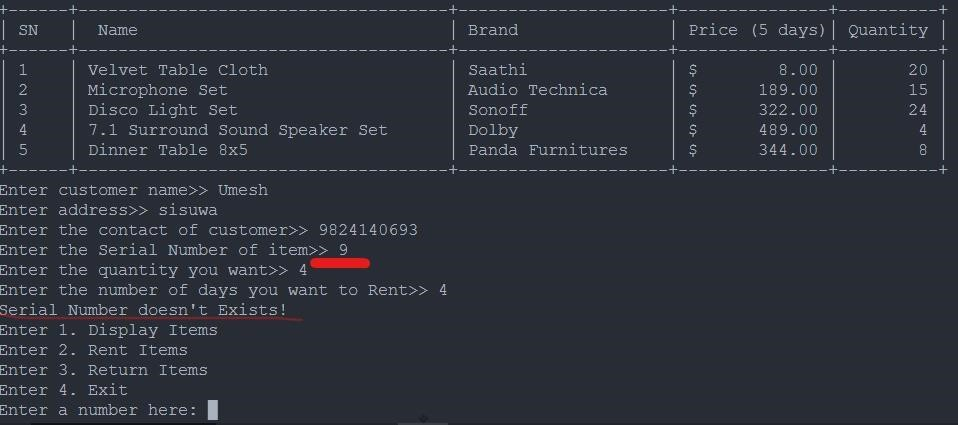 SN Name Brand Price (5 days) Quantity
1 Velvet Table Cloth Saathi $ 8.00 20
2 Microphone Set Audio Technica $ 189.00 15
3 Disco Light Set Sonoff $ 322.00 24
4 7.1 Surround Sound Speaker Set Dolby $ 489.00 4
5 Dinner Table 8x5 Panda Furnitures $ 344.00 8
Enter customer name>> Umesh
Enter address>> sisuwa
Enter the contact of customer>> 9824140693
Enter the Serial Number of item>> 9
Enter the quantity you want>> 4
Enter the number of days you want to Rent>> 4
Serial Number doesn't Exists!
Enter 1. Display Items
Enter 2. Rent Items
Enter 3. Return Items
Enter 4. Exit
Enter a number here: